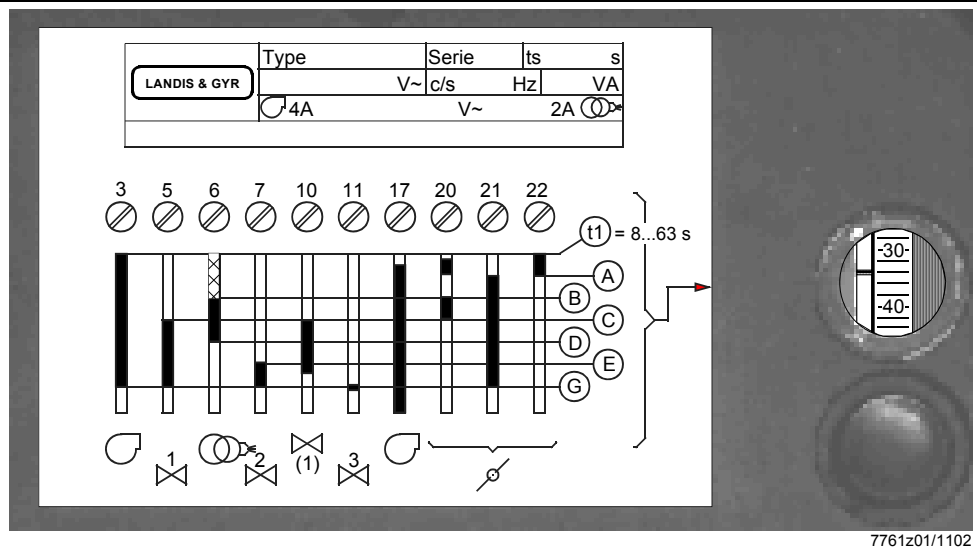 LANDIS & GYR
Type Serie ts s
V~ c/s Hz VA
4A V~ 2A
3 5 6 7 10 11 17 20 21 22
t1 = 8...63 s
A
B
C
D
E
G
-30-
-40-
1 2 (1) 3
7761z01/1102